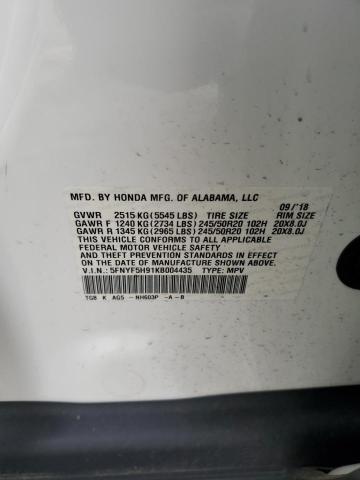 MFD. BY HONDA MFG. OF ALABAMA, LLC
09/'18
GVWR 2515 KG(5545 LBS) TIRE SIZE RIM SIZE
GAWR F 1240 KG(2734 LBS) 245/50R20 102H 20X8.0J
GAWR R 1345 KG(2965 LBS) 245/50R20 102H 20X8.0J
THIS VEHICLE CONFORMS TO ALL APPLICABLE
FEDERAL MOTOR VEHICLE SAFETY AND
THEFT PREVENTION STANDARDS IN EFFECT ON THE
DATE OF MANUFACTURE SHOWN ABOVE.
V.I.N: 5FNYF5H91KB004435 TYPE: MPV
TGB K AG5 - NH603P -A-B